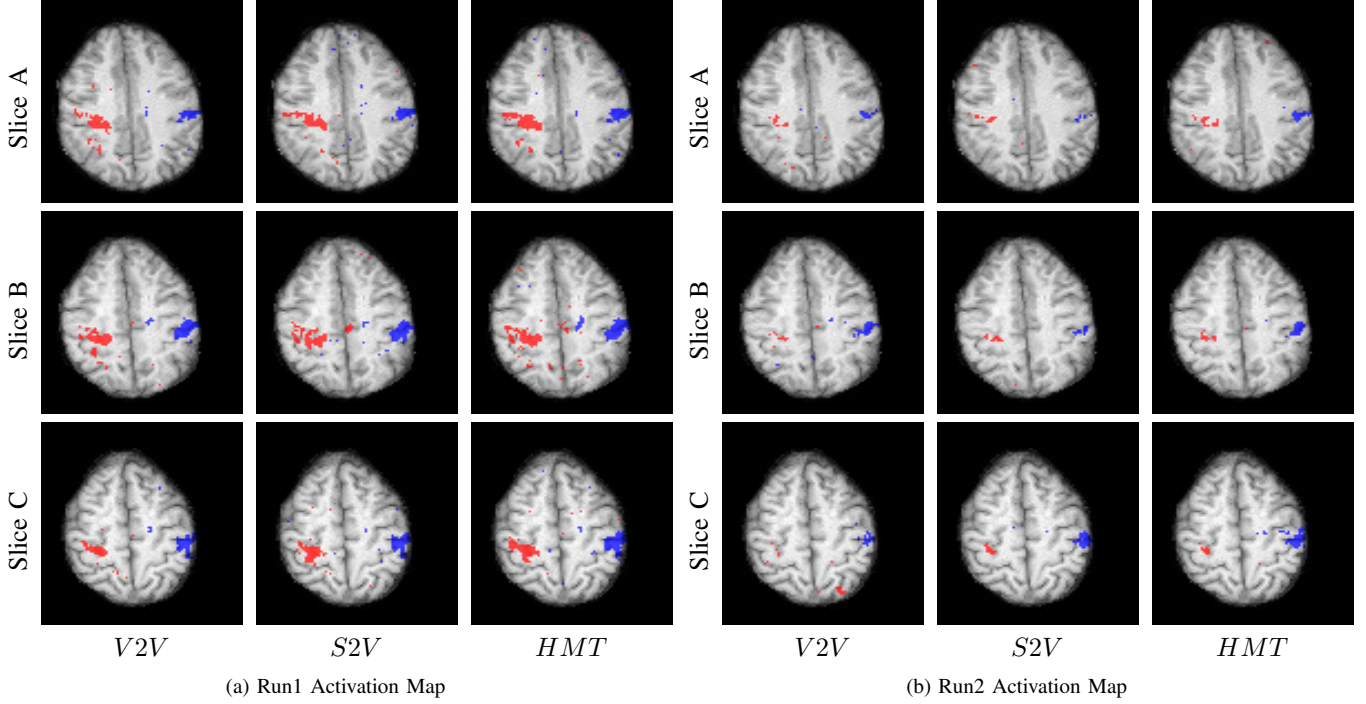 Slice A
Slice A
Slice B
Slice B
Slice C
Slice C
V2V S2V HMT
V2V S2V HMT
(a) Run1 Activation Map
(b) Run2 Activation Map